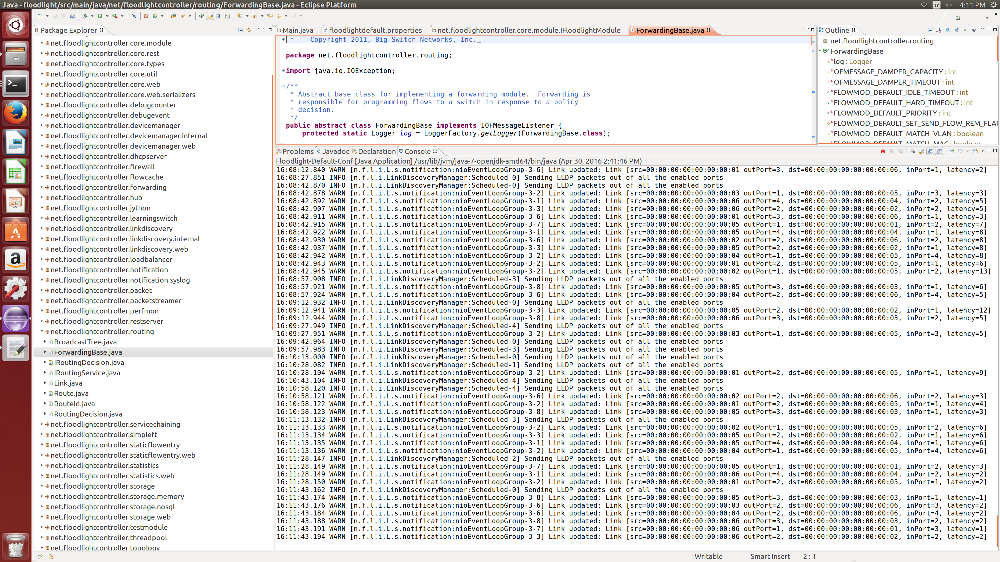 Java - floodlight/src/main/java/net/floodlightcontroller/routing/ForwardingBase.java - Eclipse Platform
Tr
4:11 PM
Package Explorer
net.floodlightcontroller.core.module
net.floodlightcontroller.core.rest
net.floodlightcontroller.core.types
net.floodlightcontroller.core.util
net.floodlightcontroller.core.web
net.floodlightcontroller.core.web.serializers
net.floodlightcontroller.debugcounter
net.floodlightcontroller.debugevent
net.floodlightcontroller.devicemanager
net.floodlightcontroller.devicemanager.internal
net.floodlightcontroller.devicemanager.web
net.floodlightcontroller.dhcpserver
net.floodlightcontroller.firewall
net.floodlightcontroller.flowcache
net.floodlightcontroller.forwarding
net.floodlightcontroller.hub
net.floodlightcontroller.jython
net.floodlightcontroller.learningswitch
net.floodlightcontroller.linkdiscovery
net.floodlightcontroller.linkdiscovery.internal
net.floodlightcontroller.linkdiscovery.web
net.floodlightcontroller.loadbalancer
net.floodlightcontroller.notification
net.floodlightcontroller.notification.syslog
net.floodlightcontroller.packet
net.floodlightcontroller.packetstreamer
net.floodlightcontroller.perfmon
net.floodlightcontroller.restserver
net.floodlightcontroller.routing
BroadcastTree.java
ForwardingBase.java
IRoutingDecision.java
IRoutingService.java
Link.java
Route.java
RouteId.java
RoutingDecision.java
net.floodlightcontroller.servicechaining
net.floodlightcontroller.simpleft
net.floodlightcontroller.staticflowentry
net.floodlightcontroller.staticflowentry.web
net.floodlightcontroller.statistics
net.floodlightcontroller.statistics.web
net.floodlightcontroller.storage
net.floodlightcontroller.storage.memory
net.floodlightcontroller.storage.nosql
net.floodlightcontroller.storage.web
net.floodlightcontroller.testmodule
net.floodlightcontroller.threadpool
net.floodlightcontroller.topology
Main.java floodlightdefault.properties net.floodlightcontroller.core.module.IFloodlightModule ForwardingBase.java
* Copyright 2011, Big Switch Networks, Inc.
package net.floodlightcontroller.routing;
import java.io.IOException;
/**
* Abstract base class for implementing a forwarding module. Forwarding is
* responsible for programming flows to a switch in response to a policy
* decision.
*/
public abstract class ForwardingBase implements IOFMessageListener {
protected static Logger log = LoggerFactory.getLogger(ForwardingBase.class);
Outline
net.floodlightcontroller.routing
ForwardingBase
log : Logger
OFMESSAGE_DAMPER_CAPACITY : int
OFMESSAGE_DAMPER_TIMEOUT : int
FLOWMOD_DEFAULT_IDLE_TIMEOUT : int
FLOWMOD_DEFAULT_HARD_TIMEOUT : int
FLOWMOD_DEFAULT_PRIORITY : int
FLOWMOD_DEFAULT_SET_SEND_FLOW_REM_FLAG
FLOWMOD_DEFAULT_MATCH_VLAN : boolean
FLOWMOD_DEFAULT_MATCH_MAC : boolean
Problems Javadoc Declaration Console
Floodlight-Default-Conf [Java Application] /usr/lib/jvm/java-7-openjdk-amd64/bin/java (Apr 30, 2016 2:41:46 PM)
16:08:12.840 WARN [n.f.l.i.L.s.notification:nioEventLoopGroup-3-6] Link updated: Link [src=00:00:00:00:00:00:00:01 outPort=3, dst=00:00:00:00:00:00:00:06, inPort=1, latency=2]
16:08:27.851 INFO [n.f.l.i.LinkDiscoveryManager:Scheduled-0] Sending LLDP packets out of all the enabled ports
16:08:42.870 INFO [n.f.l.i.LinkDiscoveryManager:Scheduled-0] Sending LLDP packets out of all the enabled ports
16:08:42.878 WARN [n.f.l.i.L.s.notification:nioEventLoopGroup-3-2] Link updated: Link [src=00:00:00:00:00:00:00:03 outPort=1, dst=00:00:00:00:00:00:00:05, inPort=3, latency=3]
16:08:42.892 WARN [n.f.l.i.L.s.notification:nioEventLoopGroup-3-1] Link updated: Link [src=00:00:00:00:00:00:00:06 outPort=4, dst=00:00:00:00:00:00:00:04, inPort=2, latency=5]
16:08:42.907 WARN [n.f.l.i.L.s.notification:nioEventLoopGroup-3-3] Link updated: Link [src=00:00:00:00:00:00:00:06 outPort=2, dst=00:00:00:00:00:00:00:02, inPort=2, latency=5]
16:08:42.911 WARN [n.f.l.i.L.s.notification:nioEventLoopGroup-3-6] Link updated: Link [src=00:00:00:00:00:00:00:01 outPort=3, dst=00:00:00:00:00:00:00:06, inPort=1, latency=3]
16:08:42.915 WARN [n.f.l.i.L.s.notification:nioEventLoopGroup-3-7] Link updated: Link [src=00:00:00:00:00:00:00:05 outPort=1, dst=00:00:00:00:00:00:00:01, inPort=2, latency=7]
16:08:42.922 WARN [n.f.l.i.L.s.notification:nioEventLoopGroup-3-1] Link updated: Link [src=00:00:00:00:00:00:00:05 outPort=4, dst=00:00:00:00:00:00:00:04, inPort=1, latency=8]
16:08:42.930 WARN [n.f.l.i.L.s.notification:nioEventLoopGroup-3-6] Link updated: Link [src=00:00:00:00:00:00:00:02 outPort=2, dst=00:00:00:00:00:00:00:06, inPort=2, latency=8]
16:08:42.937 WARN [n.f.l.i.L.s.notification:nioEventLoopGroup-3-3] Link updated: Link [src=00:00:00:00:00:00:00:05 outPort=2, dst=00:00:00:00:00:00:00:02, inPort=1, latency=8]
16:08:42.942 WARN [n.f.l.i.L.s.notification:nioEventLoopGroup-3-2] Link updated: Link [src=00:00:00:00:00:00:00:04 outPort=1, dst=00:00:00:00:00:00:00:05, inPort=4, latency=8]
16:08:42.943 WARN [n.f.l.i.L.s.notification:nioEventLoopGroup-3-2] Link updated: Link [src=00:00:00:00:00:00:00:01 outPort=2, dst=00:00:00:00:00:00:00:05, inPort=1, latency=6]
16:08:42.945 WARN [n.f.l.i.L.s.notification:nioEventLoopGroup-3-2] Link updated: Link [src=00:00:00:00:00:00:00:02 outPort=1, dst=00:00:00:00:00:00:00:05, inPort=2, latency=13]
16:08:57.908 INFO [n.f.l.i.LinkDiscoveryManager:Scheduled-3] Sending LLDP packets out of all the enabled ports
16:08:57.921 WARN [n.f.l.i.L.s.notification:nioEventLoopGroup-3-8] Link updated: Link [src=00:00:00:00:00:00:00:05 outPort=3, dst=00:00:00:00:00:00:00:03, inPort=1, latency=6]
16:08:57.924 WARN [n.f.l.i.L.s.notification:nioEventLoopGroup-3-6] Link updated: Link [src=00:00:00:00:00:00:00:04 outPort=2, dst=00:00:00:00:00:00:00:06, inPort=4, latency=5]
16:09:12.932 INFO [n.f.l.i.LinkDiscoveryManager:Scheduled-0] Sending LLDP packets out of all the enabled ports
16:09:12.941 WARN [n.f.l.i.L.s.notification:nioEventLoopGroup-3-3] Link updated: Link [src=00:00:00:00:00:00:00:05 outPort=2, dst=00:00:00:00:00:00:00:02, inPort=1, latency=12]
16:09:12.944 WARN [n.f.l.i.L.s.notification:nioEventLoopGroup-3-8] Link updated: Link [src=00:00:00:00:00:00:00:06 outPort=3, dst=00:00:00:00:00:00:00:03, inPort=2, latency=5]
16:09:27.949 INFO [n.f.l.i.LinkDiscoveryManager:Scheduled-4] Sending LLDP packets out of all the enabled ports
16:09:27.951 WARN [n.f.l.i.L.s.notification:nioEventLoopGroup-3-2] Link updated: Link [src=00:00:00:00:00:00:00:03 outPort=1, dst=00:00:00:00:00:00:00:05, inPort=3, latency=5]
16:09:42.964 INFO [n.f.l.i.LinkDiscoveryManager:Scheduled-0] Sending LLDP packets out of all the enabled ports
16:09:57.983 INFO [n.f.l.i.LinkDiscoveryManager:Scheduled-3] Sending LLDP packets out of all the enabled ports
16:10:13.000 INFO [n.f.l.i.LinkDiscoveryManager:Scheduled-0] Sending LLDP packets out of all the enabled ports
16:10:28.082 INFO [n.f.l.i.LinkDiscoveryManager:Scheduled-1] Sending LLDP packets out of all the enabled ports
16:10:28.104 WARN [n.f.l.i.L.s.notification:nioEventLoopGroup-3-2] Link updated: Link [src=00:00:00:00:00:00:00:01 outPort=2, dst=00:00:00:00:00:00:00:05, inPort=1, latency=9]
16:10:43.104 INFO [n.f.l.i.LinkDiscoveryManager:Scheduled-4] Sending LLDP packets out of all the enabled ports
16:10:58.120 INFO [n.f.l.i.LinkDiscoveryManager:Scheduled-4] Sending LLDP packets out of all the enabled ports
16:10:58.121 WARN [n.f.l.i.L.s.notification:nioEventLoopGroup-3-6] Link updated: Link [src=00:00:00:00:00:00:00:02 outPort=2, dst=00:00:00:00:00:00:00:06, inPort=2, latency=3]
16:10:58.122 WARN [n.f.l.i.L.s.notification:nioEventLoopGroup-3-2] Link updated: Link [src=00:00:00:00:00:00:00:01 outPort=2, dst=00:00:00:00:00:00:00:05, inPort=1, latency=4]
16:10:58.123 WARN [n.f.l.i.L.s.notification:nioEventLoopGroup-3-8] Link updated: Link [src=00:00:00:00:00:00:00:05 outPort=3, dst=00:00:00:00:00:00:00:03, inPort=1, latency=3]
16:11:13.132 INFO [n.f.l.i.LinkDiscoveryManager:Scheduled-3] Sending LLDP packets out of all the enabled ports
16:11:13.133 WARN [n.f.l.i.L.s.notification:nioEventLoopGroup-3-2] Link updated: Link [src=00:00:00:00:00:00:00:02 outPort=1, dst=00:00:00:00:00:00:00:05, inPort=2, latency=6]
16:11:13.134 WARN [n.f.l.i.L.s.notification:nioEventLoopGroup-3-3] Link updated: Link [src=00:00:00:00:00:00:00:05 outPort=2, dst=00:00:00:00:00:00:00:02, inPort=1, latency=6]
16:11:13.135 WARN [n.f.l.i.L.s.notification:nioEventLoopGroup-3-1] Link updated: Link [src=00:00:00:00:00:00:00:05 outPort=4, dst=00:00:00:00:00:00:00:04, inPort=1, latency=6]
16:11:13.136 WARN [n.f.l.i.L.s.notification:nioEventLoopGroup-3-2] Link updated: Link [src=00:00:00:00:00:00:00:04 outPort=1, dst=00:00:00:00:00:00:00:05, inPort=4, latency=6]
16:11:28.147 INFO [n.f.l.i.LinkDiscoveryManager:Scheduled-2] Sending LLDP packets out of all the enabled ports
16:11:28.149 WARN [n.f.l.i.L.s.notification:nioEventLoopGroup-3-7] Link updated: Link [src=00:00:00:00:00:00:00:05 outPort=1, dst=00:00:00:00:00:00:00:01, inPort=2, latency=3]
16:11:28.149 WARN [n.f.l.i.L.s.notification:nioEventLoopGroup-3-1] Link updated: Link [src=00:00:00:00:00:00:00:06 outPort=4, dst=00:00:00:00:00:00:00:04, inPort=2, latency=2]
16:11:28.150 WARN [n.f.l.i.L.s.notification:nioEventLoopGroup-3-2] Link updated: Link [src=00:00:00:00:00:00:00:01 outPort=2, dst=00:00:00:00:00:00:00:05, inPort=1, latency=2]
16:11:43.162 INFO [n.f.l.i.LinkDiscoveryManager:Scheduled-0] Sending LLDP packets out of all the enabled ports
16:11:43.174 WARN [n.f.l.i.L.s.notification:nioEventLoopGroup-3-8] Link updated: Link [src=00:00:00:00:00:00:00:05 outPort=3, dst=00:00:00:00:00:00:00:03, inPort=1, latency=1]
16:11:43.176 WARN [n.f.l.i.L.s.notification:nioEventLoopGroup-3-6] Link updated: Link [src=00:00:00:00:00:00:00:03 outPort=2, dst=00:00:00:00:00:00:00:06, inPort=3, latency=2]
16:11:43.184 WARN [n.f.l.i.L.s.notification:nioEventLoopGroup-3-6] Link updated: Link [src=00:00:00:00:00:00:00:04 outPort=2, dst=00:00:00:00:00:00:00:06, inPort=4, latency=2]
16:11:43.188 WARN [n.f.l.i.L.s.notification:nioEventLoopGroup-3-8] Link updated: Link [src=00:00:00:00:00:00:00:06 outPort=3, dst=00:00:00:00:00:00:00:03, inPort=2, latency=2]
16:11:43.191 WARN [n.f.l.i.L.s.notification:nioEventLoopGroup-3-7] Link updated: Link [src=00:00:00:00:00:00:00:06 outPort=1, dst=00:00:00:00:00:00:00:01, inPort=3, latency=1]
16:11:43.194 WARN [n.f.l.i.L.s.notification:nioEventLoopGroup-3-3] Link updated: Link [src=00:00:00:00:00:00:00:06 outPort=2, dst=00:00:00:00:00:00:00:02, inPort=2, latency=2]
Writable Smart Insert 2 : 1